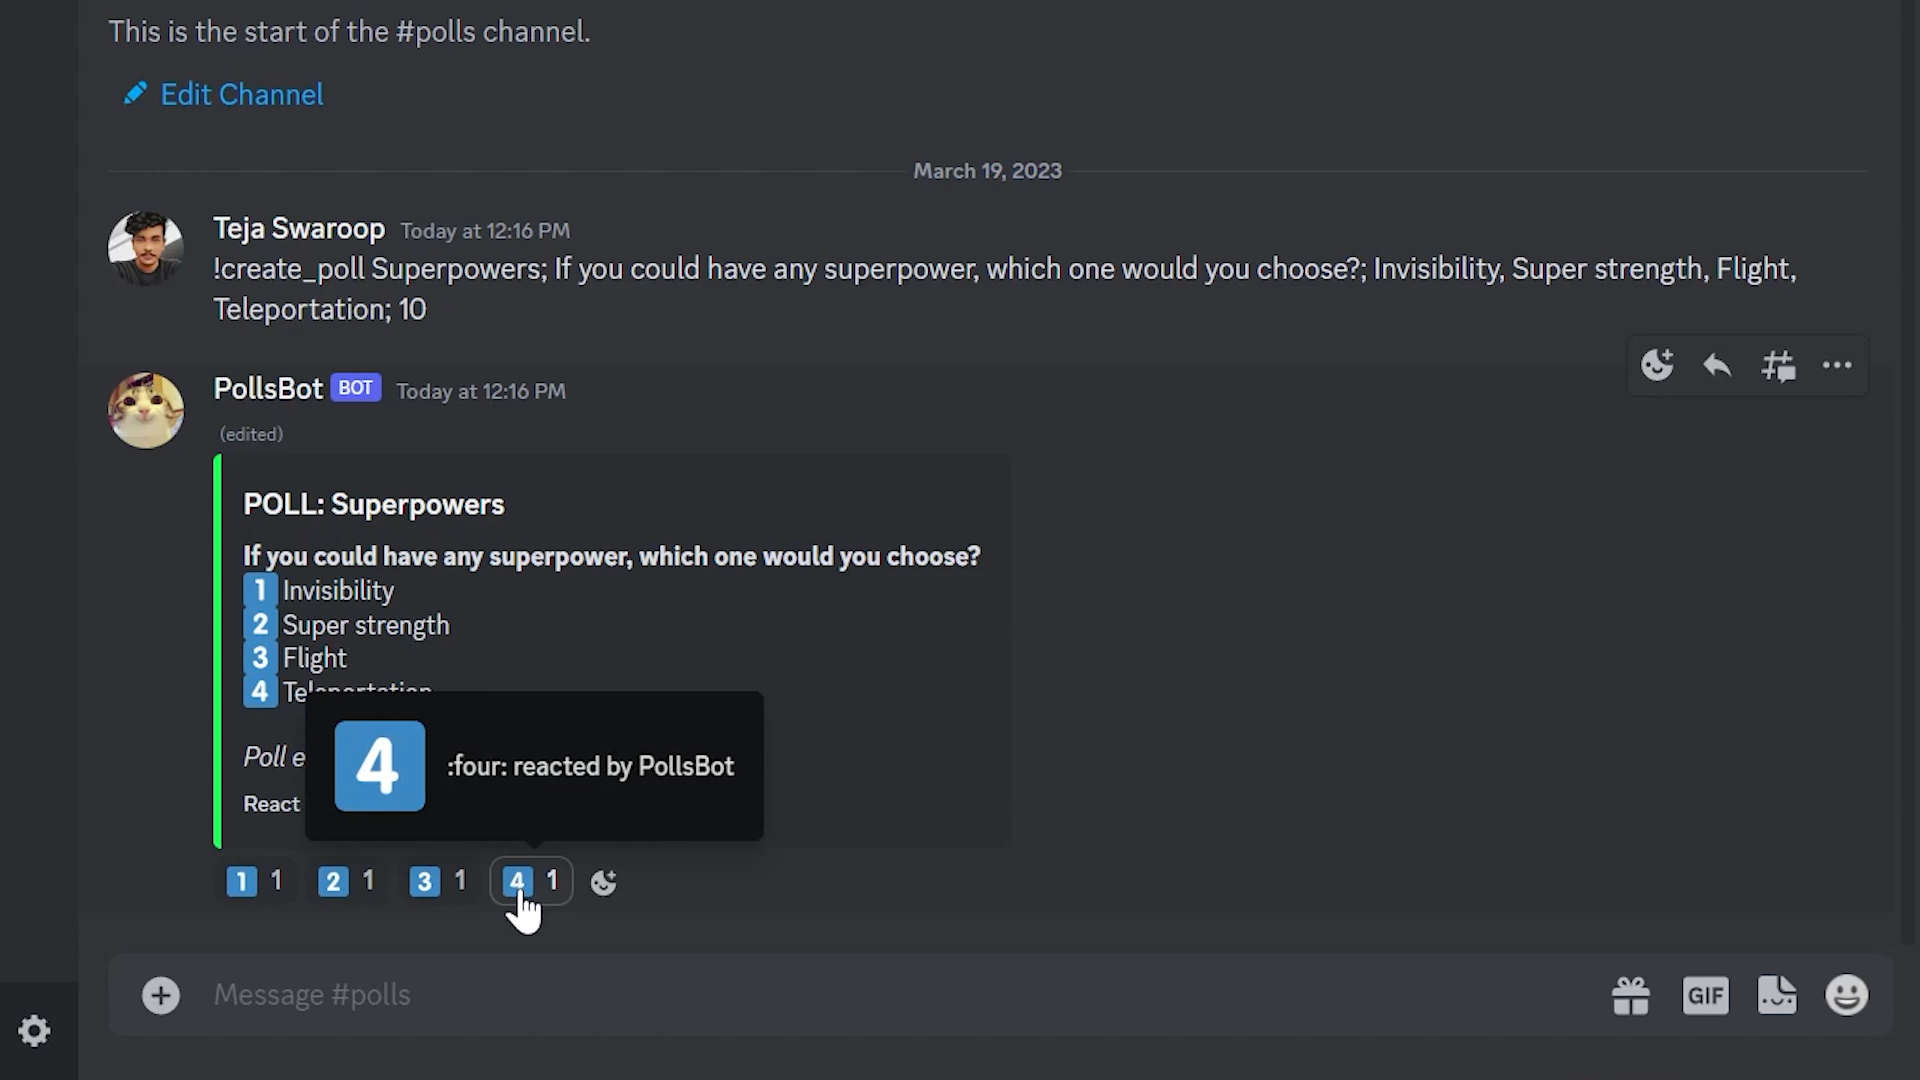 This is the start of the #polls channel.
Edit Channel
March 19, 2023
Teja Swaroop Today at 12:16 PM
!create_poll Superpowers; If you could have any superpower, which one would you choose?; Invisibility, Super strength, Flight,
Teleportation; 10
PollsBot BOT Today at 12:16 PM
(edited)
POLL: Superpowers
If you could have any superpower, which one would you choose?
1 Invisibility
2 Super strength
3 Flight
4 Teleportation
Poll e
4 :four: reacted by PollsBot
React
1 1 2 1 3 1 4 1
Message #polls
GIF